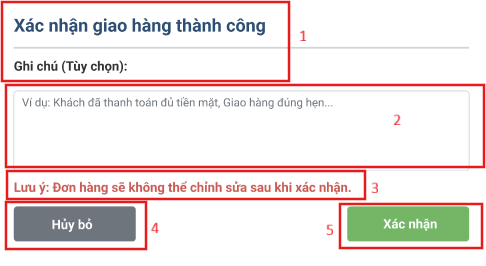 Xác nhận giao hàng thành công
1
Ghi chú (Tùy chọn):
Ví dụ: Khách đã thanh toán đủ tiền mặt, Giao hàng đúng hẹn...
2
Lưu ý: Đơn hàng sẽ không thể chỉnh sửa sau khi xác nhận.
3
Hủy bỏ
4
5
Xác nhận